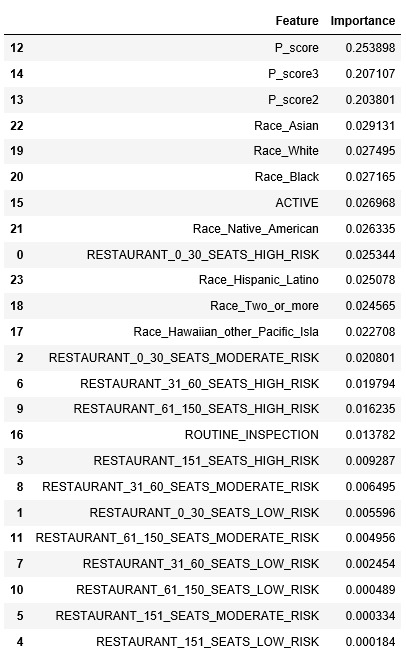 Feature Importance
12 P_score 0.253898
14 P_score3 0.207107
13 P_score2 0.203801
22 Race_Asian 0.029131
19 Race_White 0.027495
20 Race_Black 0.027165
15 ACTIVE 0.026968
21 Race_Native_American 0.026335
0 RESTAURANT_0_30_SEATS_HIGH_RISK 0.025344
23 Race_Hispanic_Latino 0.025078
18 Race_Two_or_more 0.024565
17 Race_Hawaiian_other_Pacific_Isla 0.022708
2 RESTAURANT_0_30_SEATS_MODERATE_RISK 0.020801
6 RESTAURANT_31_60_SEATS_HIGH_RISK 0.019794
9 RESTAURANT_61_150_SEATS_HIGH_RISK 0.016235
16 ROUTINE_INSPECTION 0.013782
3 RESTAURANT_151_SEATS_HIGH_RISK 0.009287
8 RESTAURANT_31_60_SEATS_MODERATE_RISK 0.006495
1 RESTAURANT_0_30_SEATS_LOW_RISK 0.005596
11 RESTAURANT_61_150_SEATS_MODERATE_RISK 0.004956
7 RESTAURANT_31_60_SEATS_LOW_RISK 0.002454
10 RESTAURANT_61_150_SEATS_LOW_RISK 0.000489
5 RESTAURANT_151_SEATS_MODERATE_RISK 0.000334
4 RESTAURANT_151_SEATS_LOW_RISK 0.000184